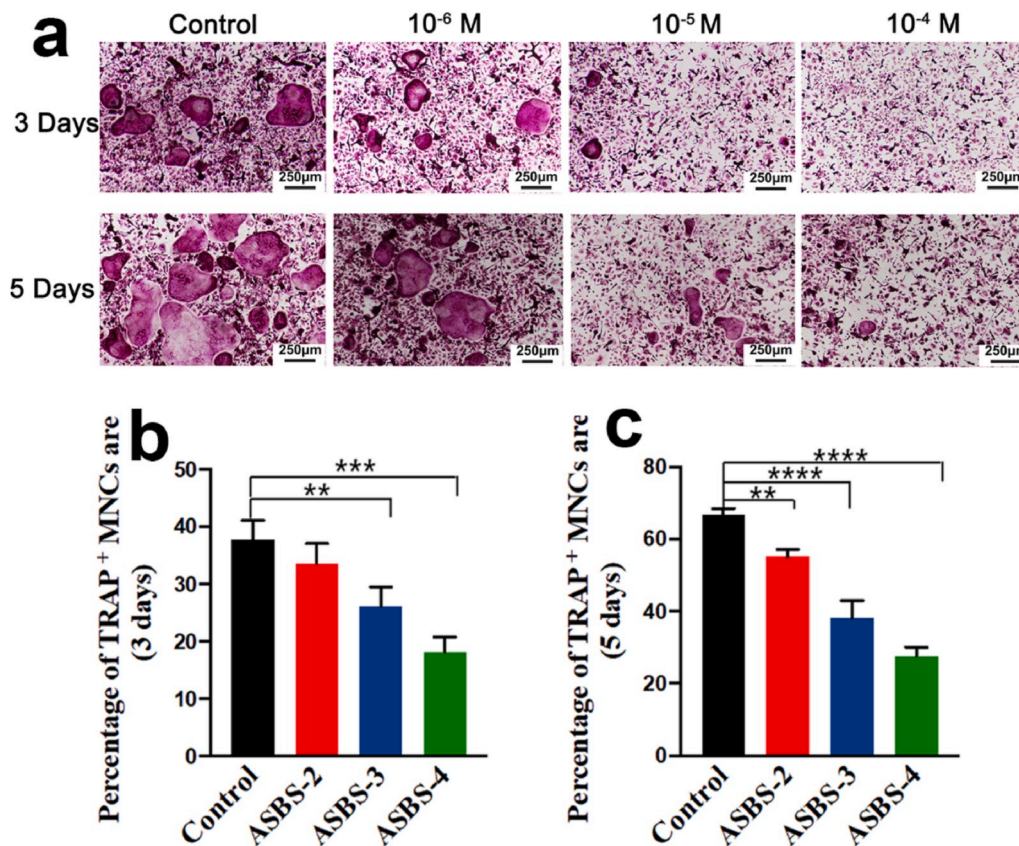 a
Control 10⁻⁶ M 10⁻⁵ M 10⁻⁴ M
3 Days
250μm 250μm 250μm 250μm
5 Days
250μm 250μm 250μm 250μm
b
Percentage of TRAP⁺ MNCs are
(3 days)
50
40
30
20
10
0
***
**
Control
ASBS-2
ASBS-3
ASBS-4
c
Percentage of TRAP⁺ MNCs are
(5 days)
80
60
40
20
0
****
****
**
Control
ASBS-2
ASBS-3
ASBS-4